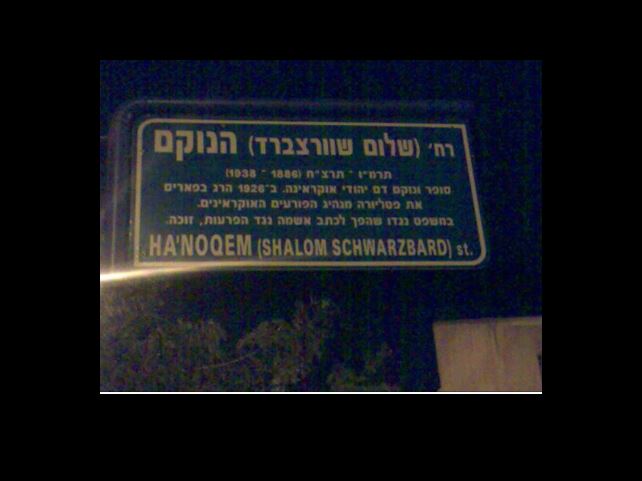 רח׳ (שלום שוורצברד) הנוקם
תרמ״ו - תרצ״ח (1886 - 1938)
סופר ונוקם דם יהודי אוקראינה. ב־1926 הרג בפאריס
את פטליורה מנהיג הפורעים האוקראינים.
במשפט נגדו שהפך לכתב אשמה נגד הפרעות, זוכה.
HA'NOQEM (SHALOM SCHWARZBARD) st.